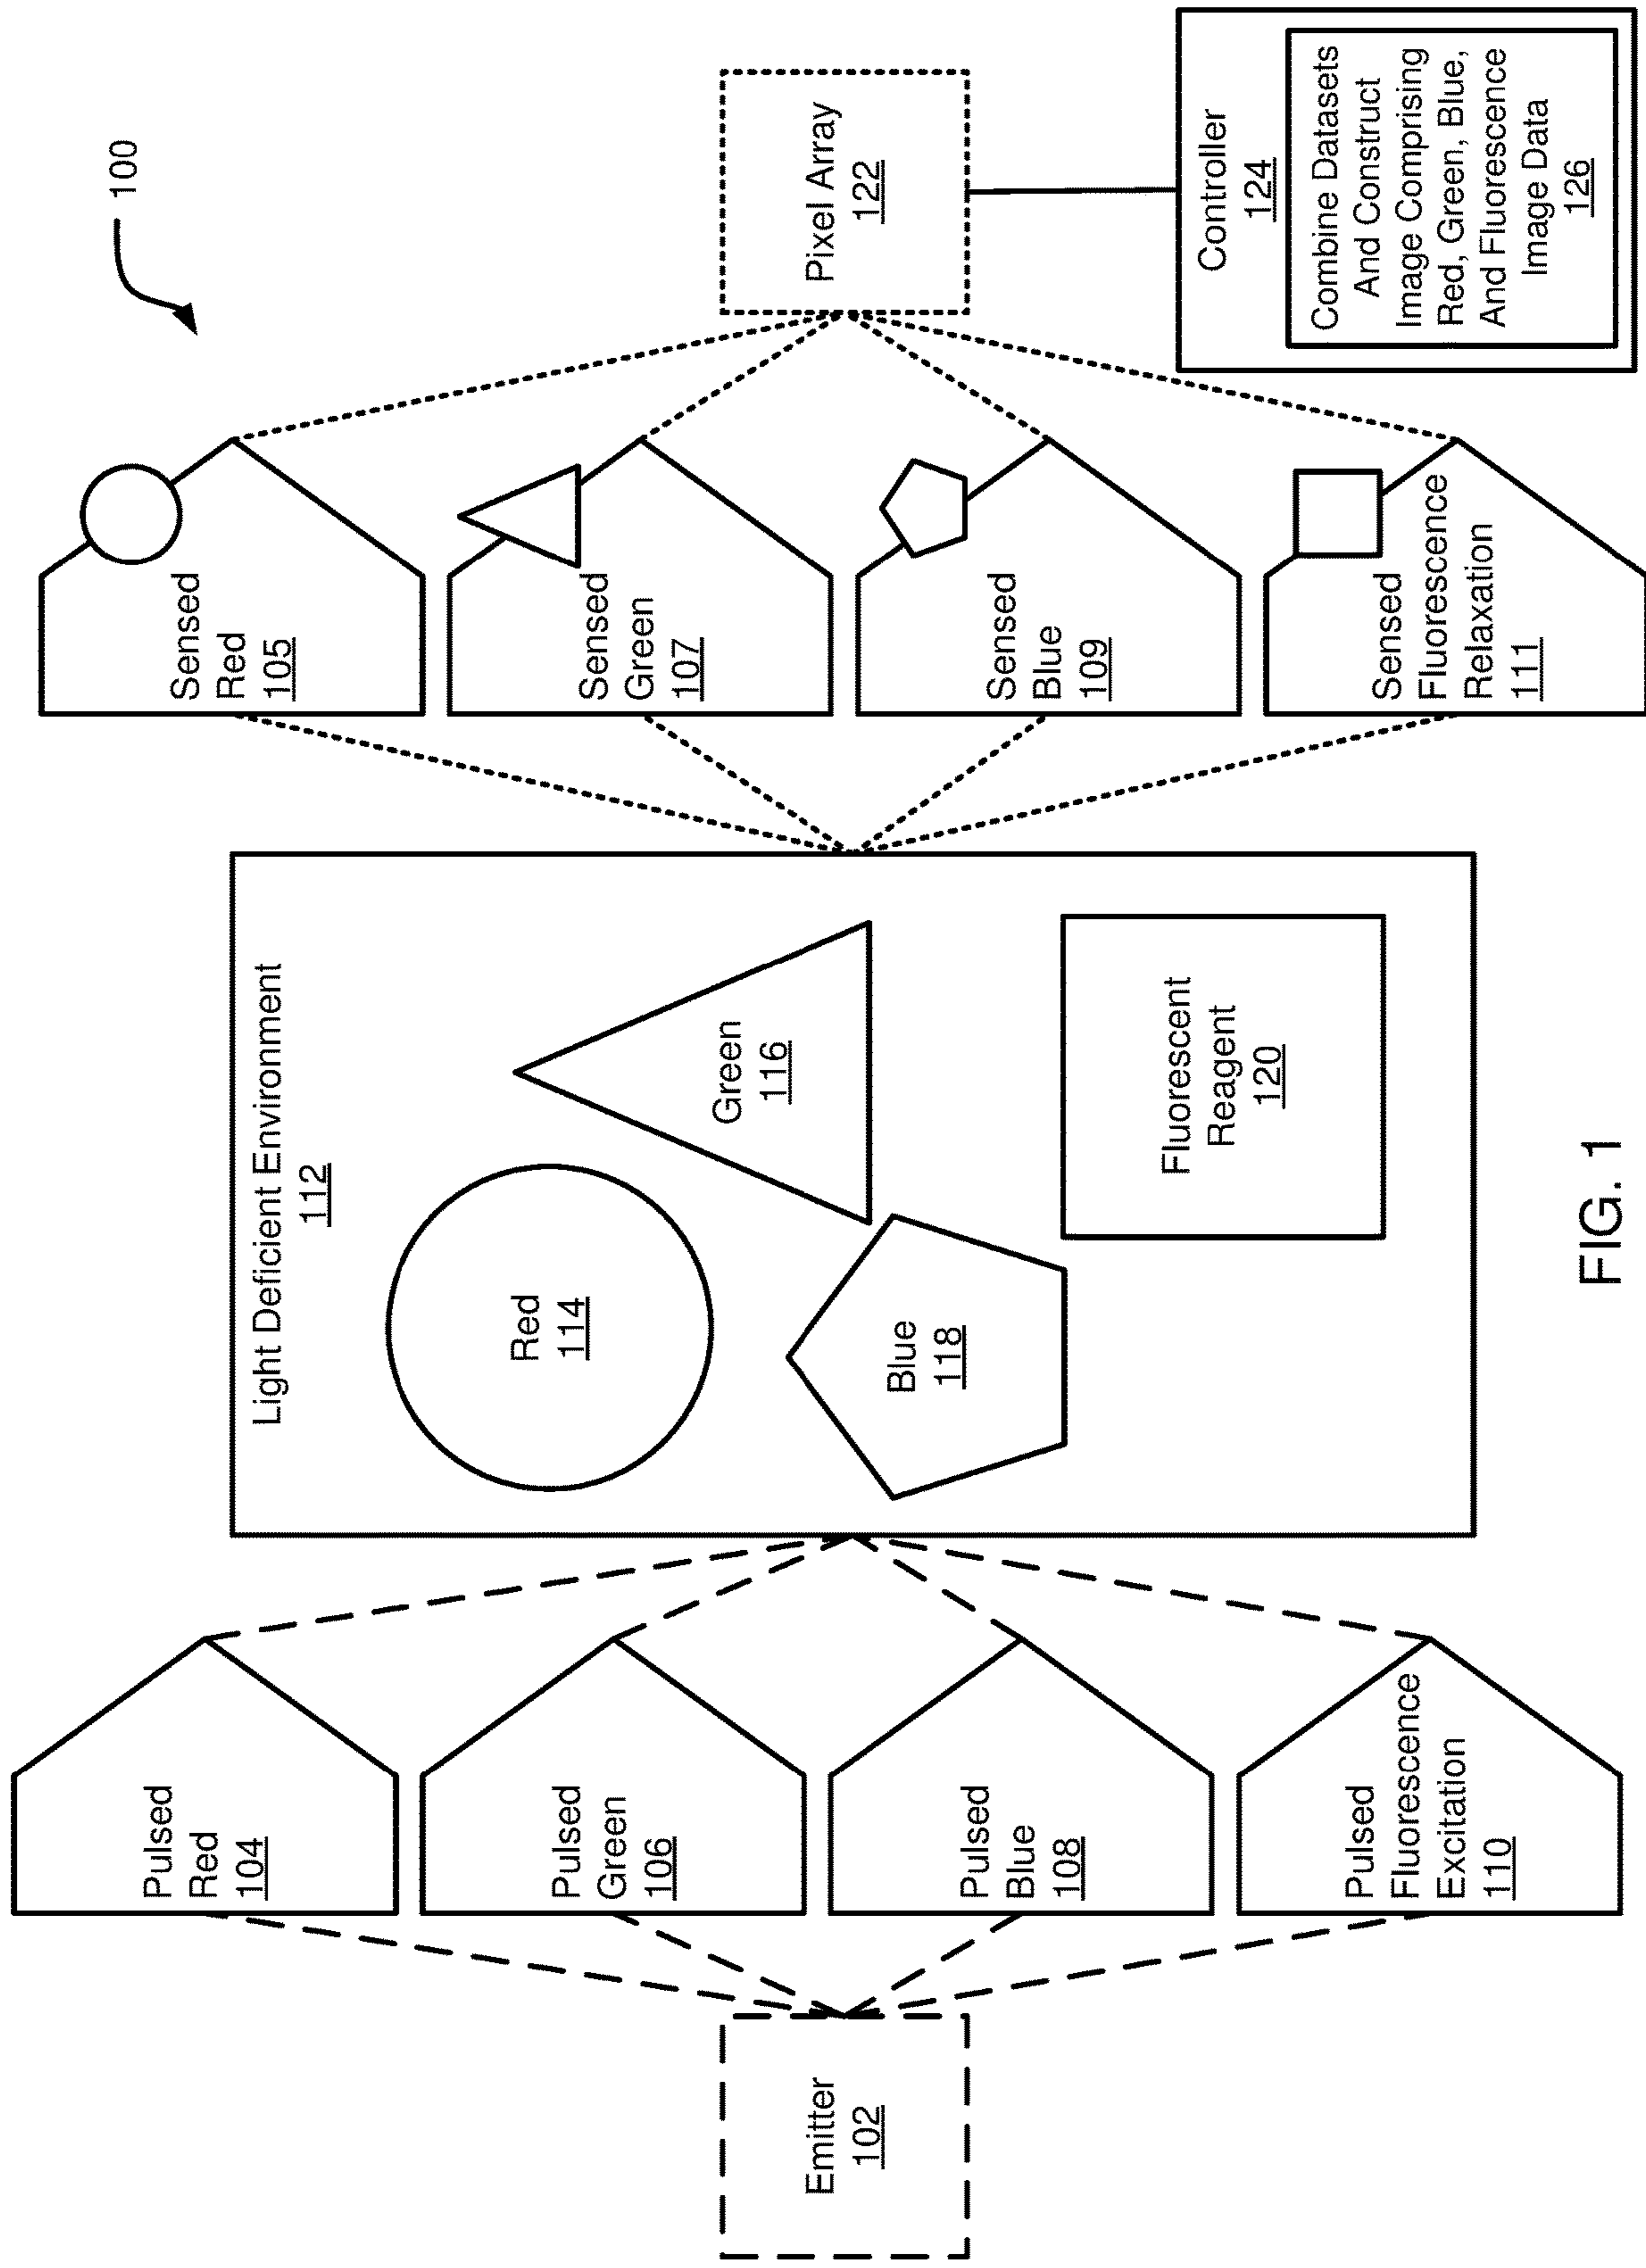 100
Emitter
102
Pulsed
Red
104
Pulsed
Green
106
Pulsed
Blue
108
Pulsed
Fluorescence
Excitation
110
Light Deficient Environment
112
Red
114
Green
116
Blue
118
Fluorescent
Reagent
120
Sensed
Red
105
Sensed
Green
107
Sensed
Blue
109
Sensed
Fluorescence
Relaxation
111
Pixel Array
122
Controller
124
Combine Datasets
And Construct
Image Comprising
Red, Green, Blue,
And Fluorescence
Image Data
126
FIG. 1